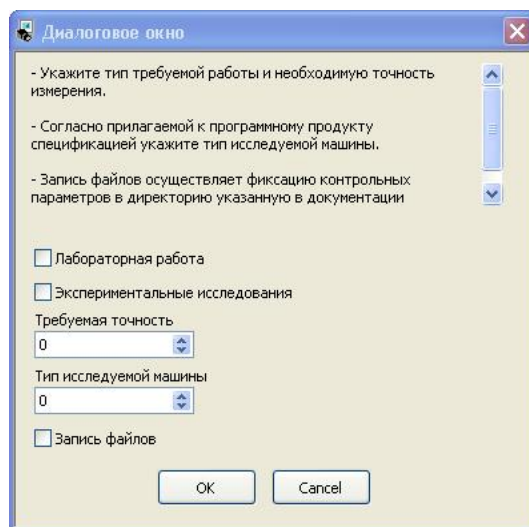 Диалоговое окно
- Укажите тип требуемой работы и необходимую точность
измерения.
- Согласно прилагаемой к программному продукту
спецификацией укажите тип исследуемой машины.
- Запись файлов осуществляет фиксацию контрольных
параметров в директорию указанную в документации
Лабораторная работа
Экспериментальные исследования
Требуемая точность
0
Тип исследуемой машины
0
Запись файлов
OK Cancel